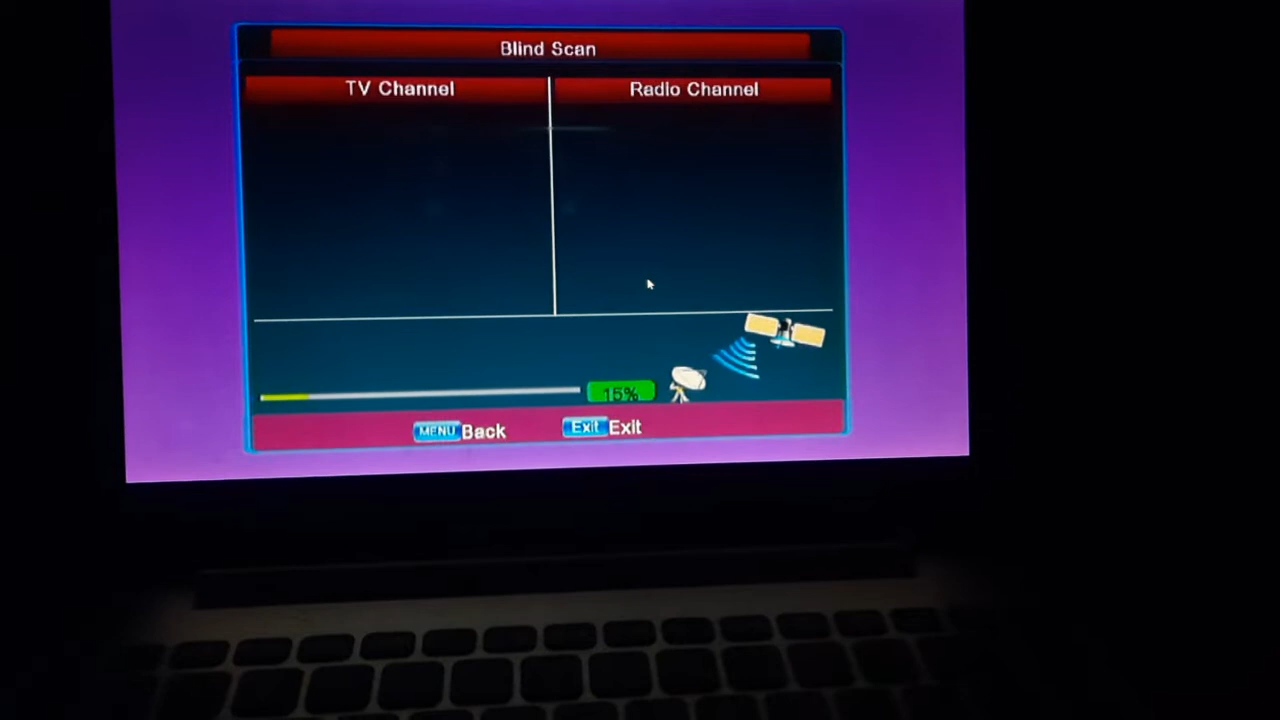 Blind Scan
TV Channel
Radio Channel
15%
MENU Back
Exit Exit